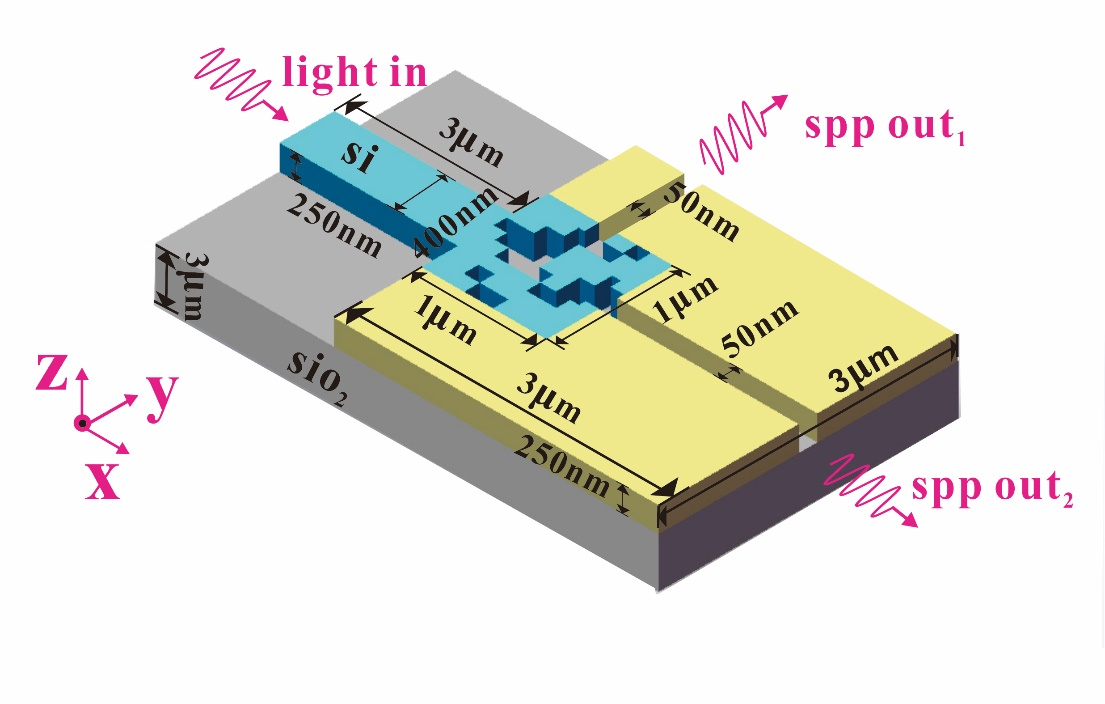 light in
3μm
si
400nm
250nm
spp out1
50nm
3μm
1μm
1μm
50nm
3μm
sio2
3μm
250nm
spp out2
z
y
x